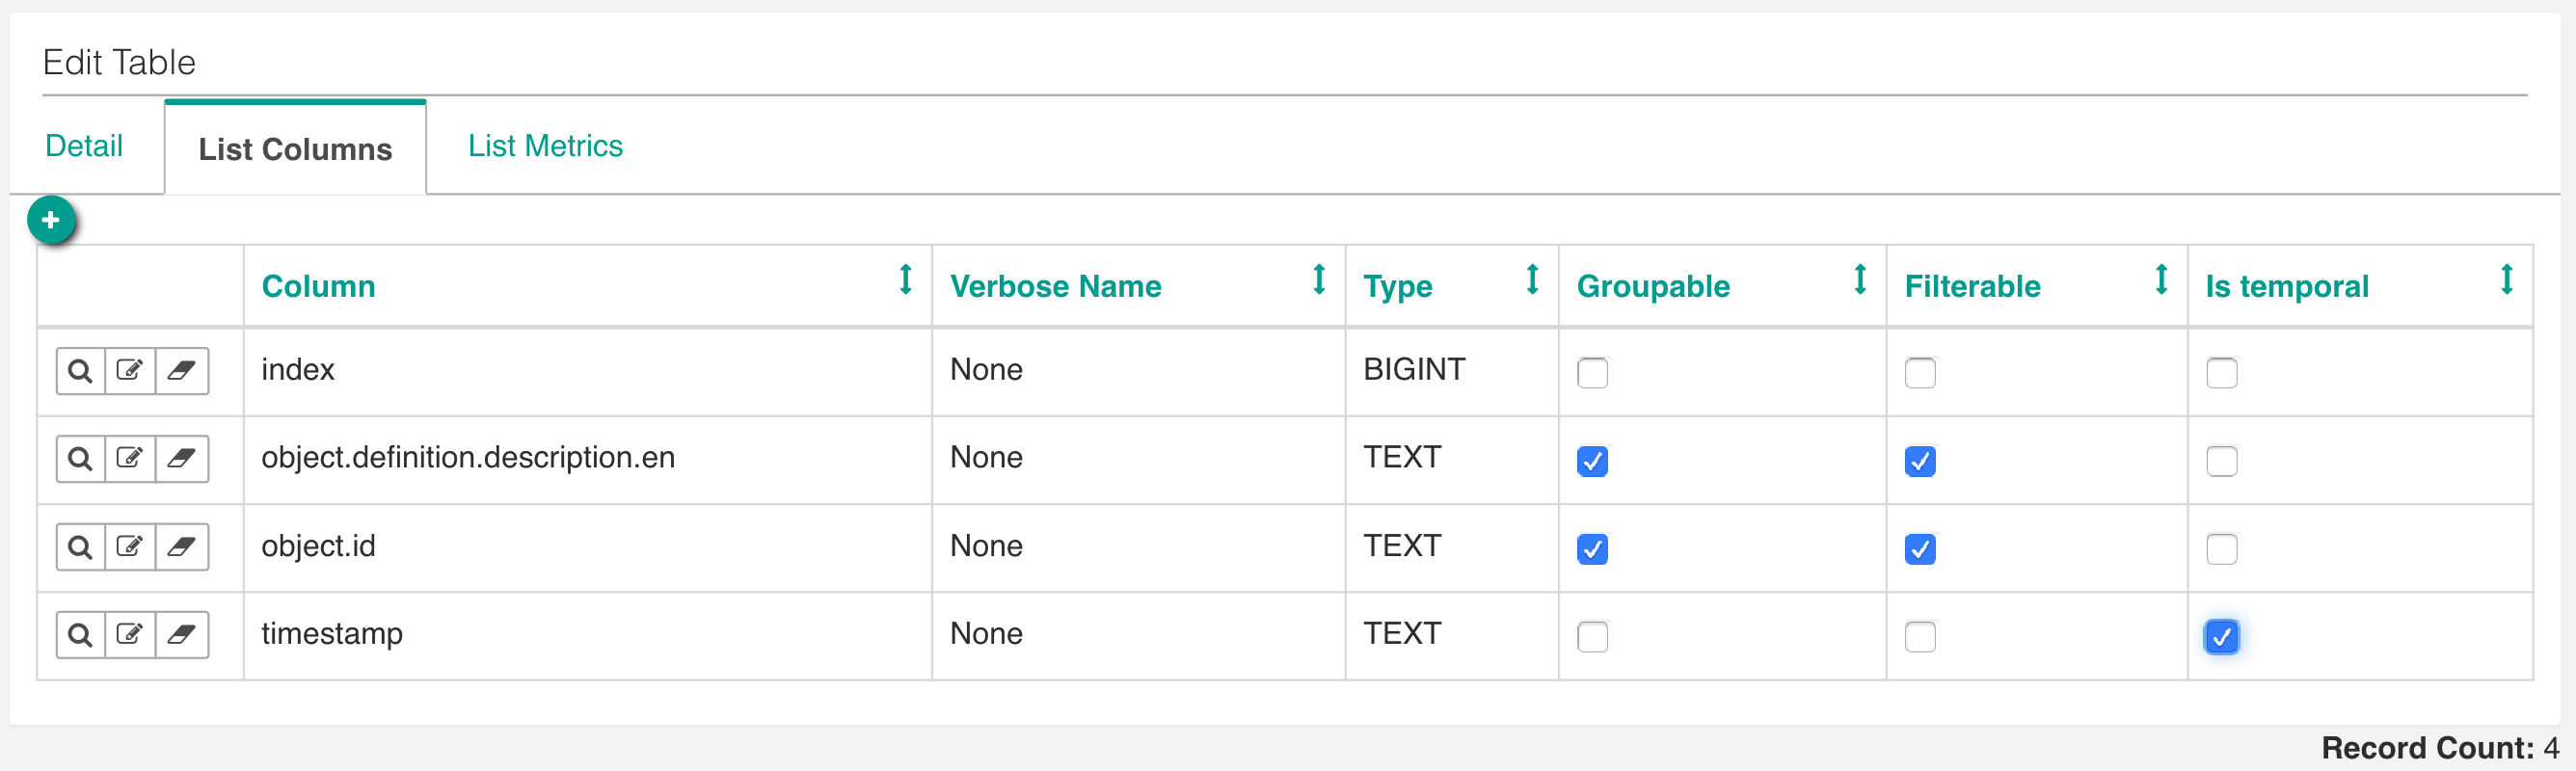 Edit Table
Detail List Columns List Metrics
+
Column Verbose Name Type Groupable Filterable Is temporal
index None BIGINT
object.definition.description.en None TEXT
object.id None TEXT
timestamp None TEXT
Record Count: 4